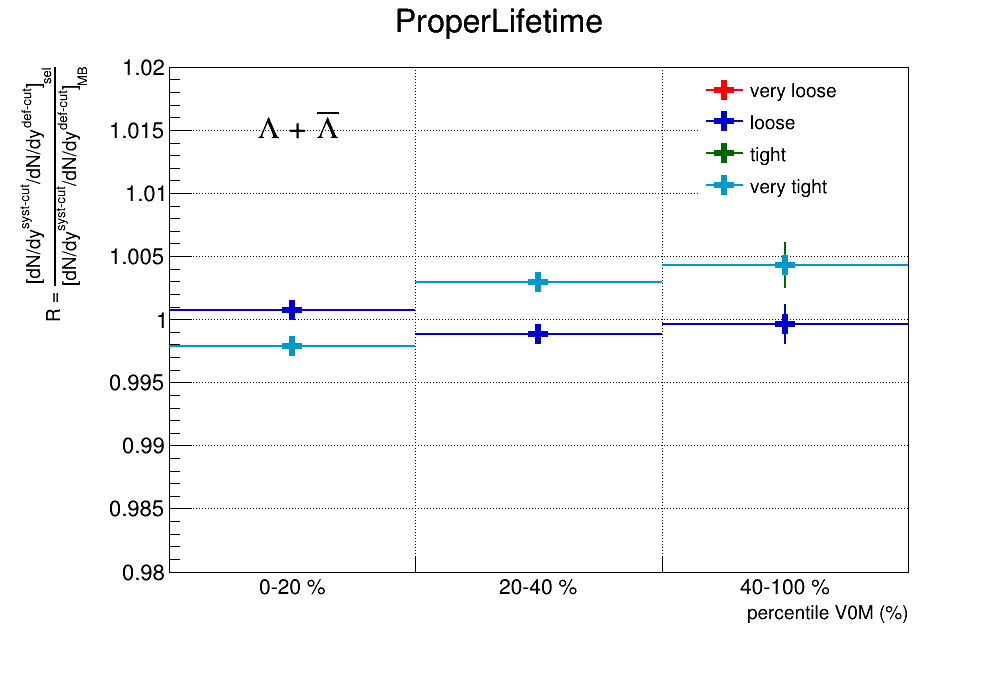 ProperLifetime
R = [dN/dy^syst-cut/dN/dy^def-cut]_sel
[dN/dy^syst-cut/dN/dy^def-cut]_MB
1.02
1.015
1.01
1.005
1
0.995
0.99
0.985
0.98
Λ + Λ̅
very loose
loose
tight
very tight
0-20 %
20-40 %
40-100 %
percentile V0M (%)